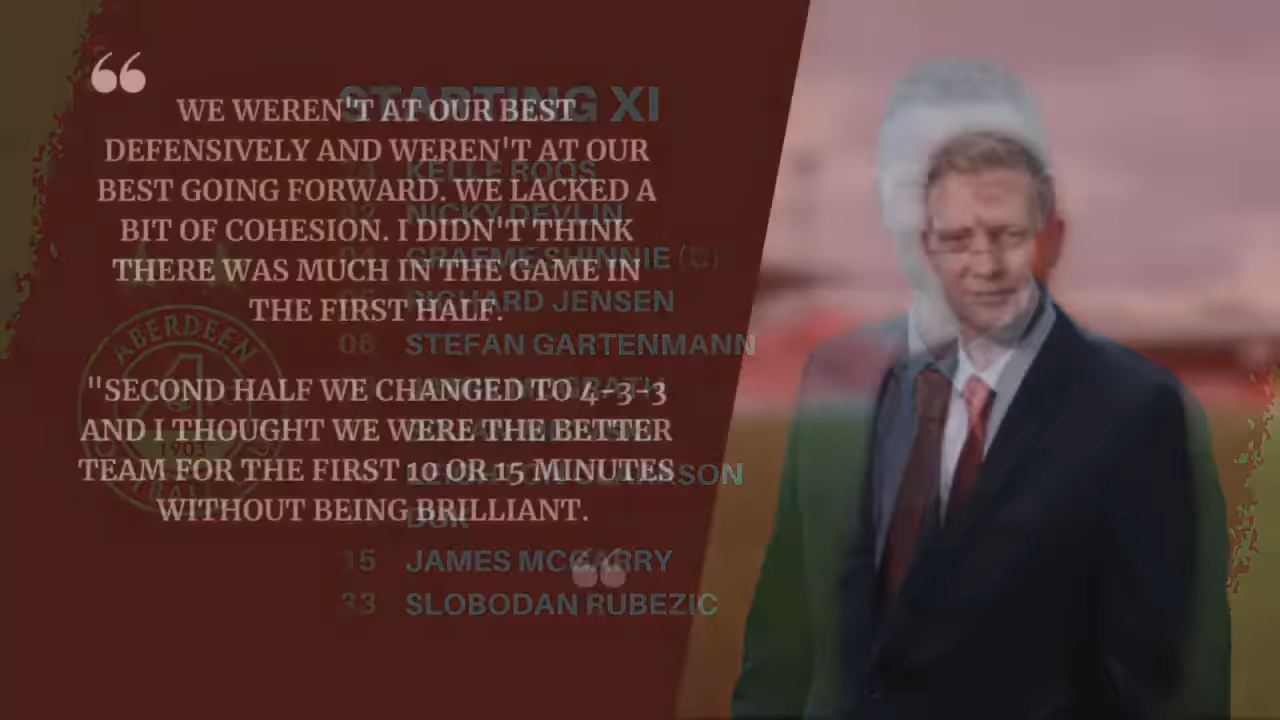 “
WE WEREN'T AT OUR BEST
DEFENSIVELY AND WEREN'T AT OUR
BEST GOING FORWARD. WE LACKED A
BIT OF COHESION. I DIDN'T THINK
THERE WAS MUCH IN THE GAME IN
THE FIRST HALF.
"SECOND HALF WE CHANGED TO 4-3-3
AND I THOUGHT WE WERE THE BETTER
TEAM FOR THE FIRST 10 OR 15 MINUTES
WITHOUT BEING BRILLIANT.
“
STARTING XI
KELLE ROOS
NICKY DEVLIN
GRAEME SHINNIE (C)
RICHARD JENSEN
06 STEFAN GARTENMANN
DUK
15 JAMES MCGARRY
33 SLOBODAN RUBEZIC
ABERDEEN
1903